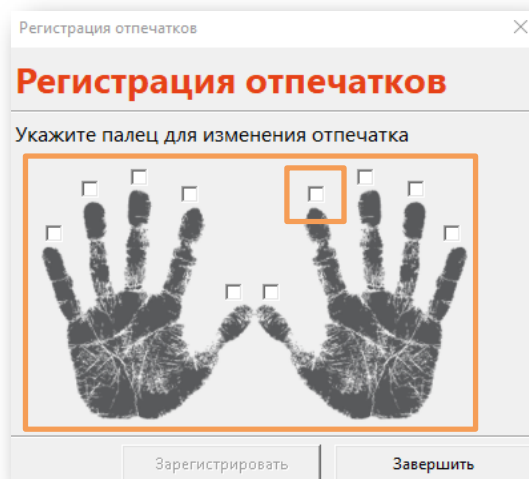 Регистрация отпечатков
Регистрация отпечатков
Укажите палец для изменения отпечатка
Зарегистрировать
Завершить